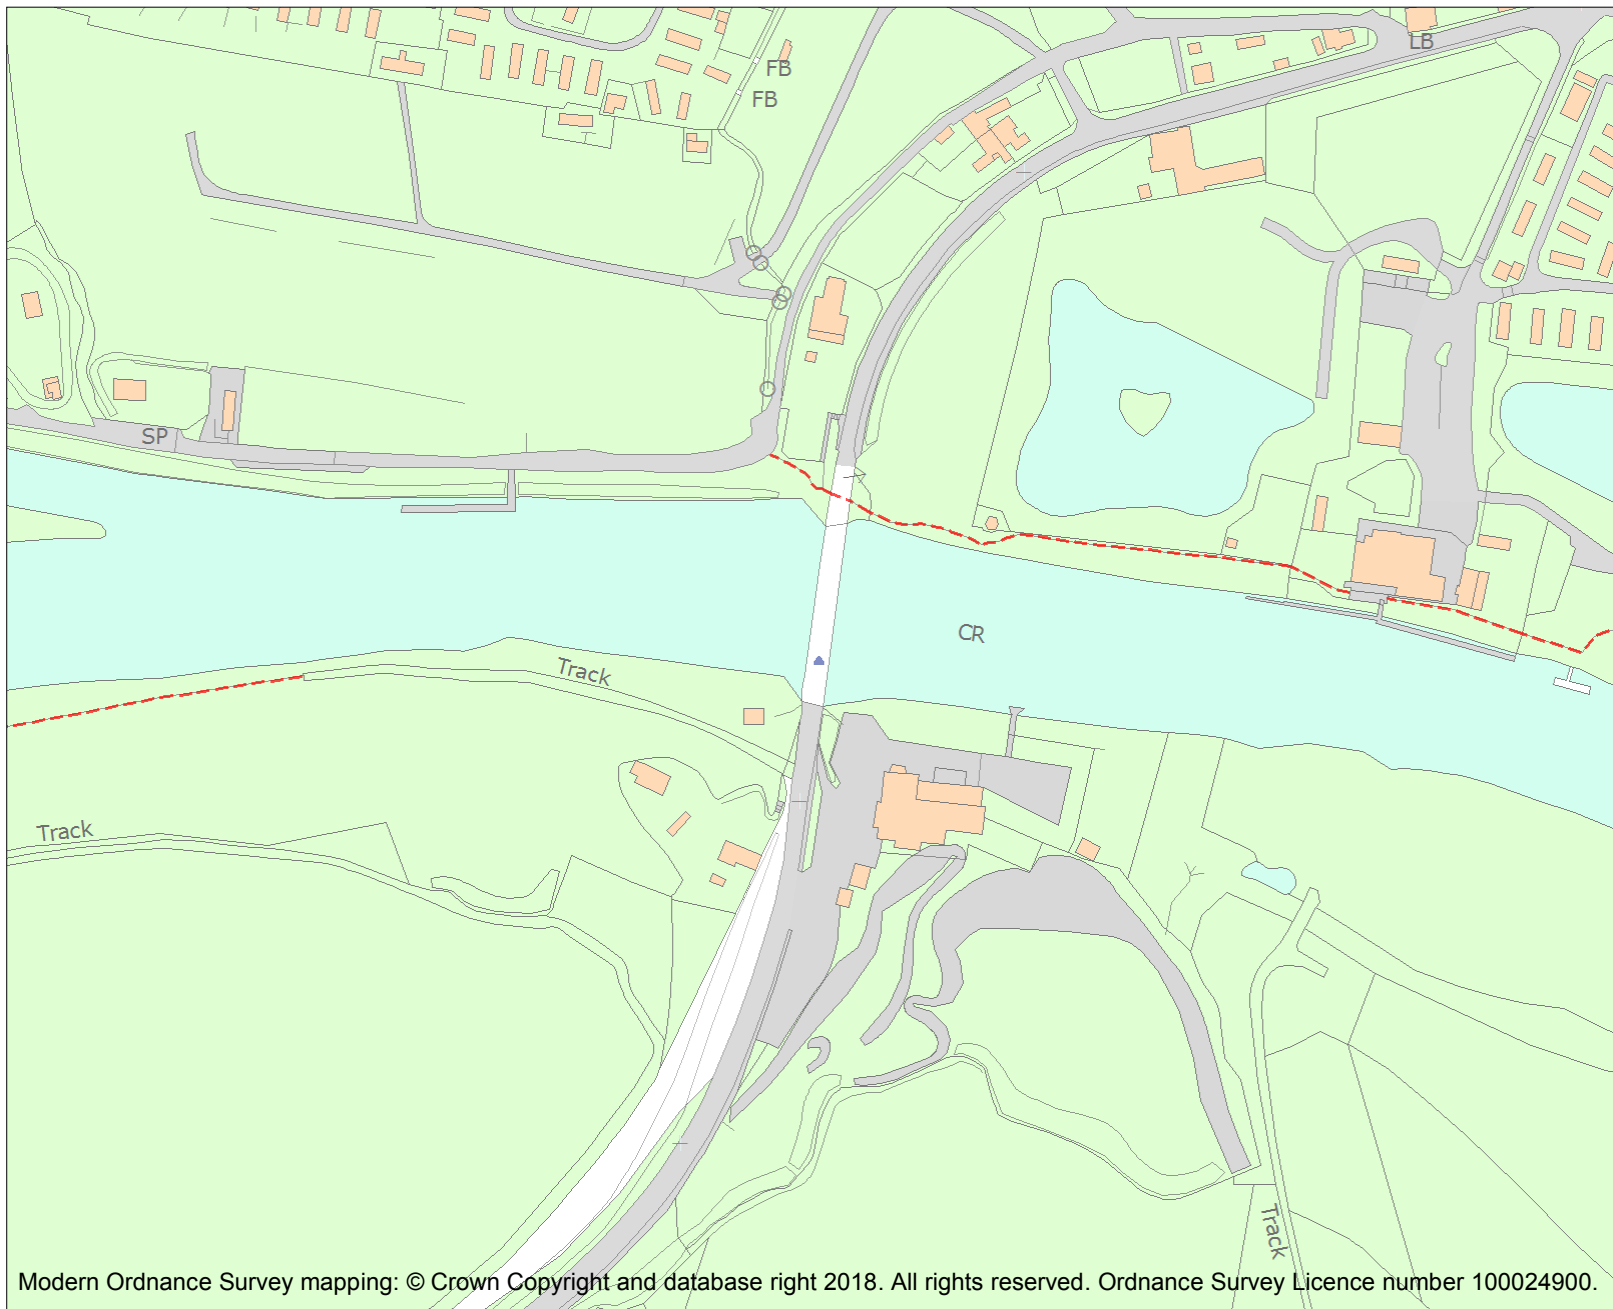 LB
FB
FB
SP
CR
Track
Track
Track
Modern Ordnance Survey mapping: © Crown Copyright and database right 2018. All rights reserved. Ordnance Survey Licence number 100024900.